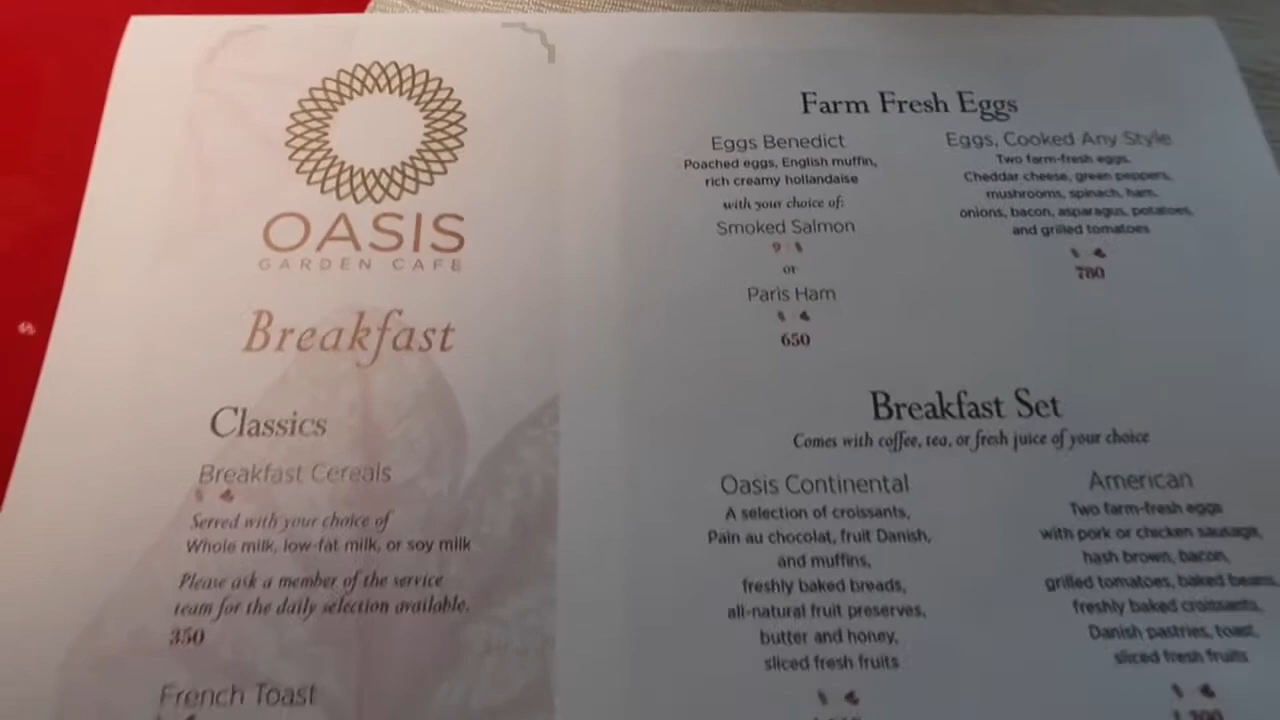 OASIS
GARDEN CAFE
Breakfast
Classics
Breakfast Cereals
Served with your choice of
Whole milk, low-fat milk, or soy milk
Please ask a member of the service
team for the daily selection available.
350
French Toast
Farm Fresh Eggs
Eggs Benedict
Poached eggs, English muffin,
rich creamy hollandaise
with your choice of:
Smoked Salmon
or
Paris Ham
650
Eggs, Cooked Any Style
Two farm-fresh eggs,
Cheddar cheese, green peppers,
mushrooms, spinach, ham,
onions, bacon, asparagus, potatoes,
and grilled tomatoes
780
Breakfast Set
Comes with coffee, tea, or fresh juice of your choice
Oasis Continental
A selection of croissants,
Pain au chocolat, fruit Danish,
and muffins,
freshly baked breads,
all-natural fruit preserves,
butter and honey,
sliced fresh fruits
American
Two farm-fresh eggs
with pork or chicken sausage,
hash brown, bacon,
grilled tomatoes, baked beans,
freshly baked croissants,
Danish pastries, toast,
sliced fresh fruits